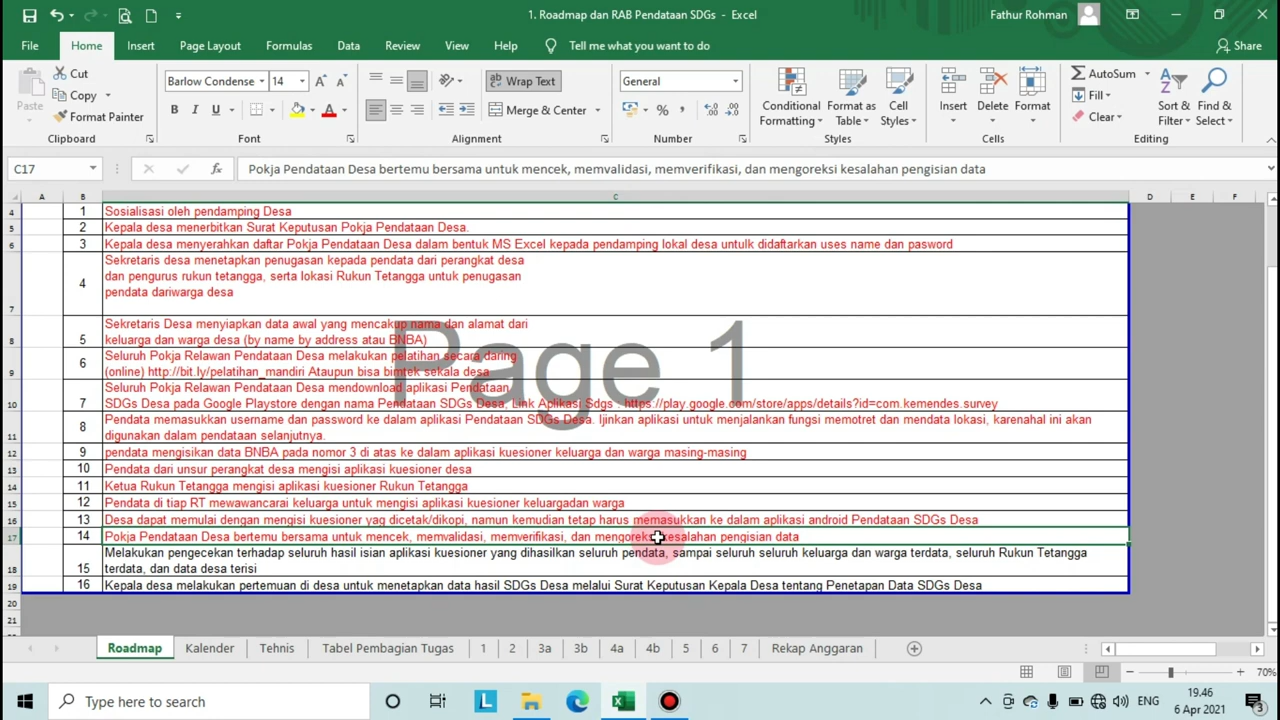 1. Roadmap dan RAB Pendataan SDGs - Excel
Fathur Rohman
File Home Insert Page Layout Formulas Data Review View Help Tell me what you want to do Share
Paste
Cut
Copy
Format Painter
Clipboard
Barlow Condense 14
B I U
Font
Wrap Text
Merge & Center
Alignment
General
Number
Conditional Formatting
Format as Table
Cell Styles
Styles
Insert Delete Format
Cells
AutoSum
Fill
Clear
Sort & Filter
Find & Select
Editing
C17
fx
Pokja Pendataan Desa bertemu bersama untuk mencek, memvalidasi, memverifikasi, dan mengoreksi kesalahan pengisian data
A B C D E F
4 1 Sosialisasi oleh pendamping Desa
5 2 Kepala desa menerbitkan Surat Keputusan Pokja Pendataan Desa.
6 3 Kepala desa menyerahkan daftar Pokja Pendataan Desa dalam bentuk MS Excel kepada pendamping lokal desa untulk didaftarkan uses name dan pasword
Sekretaris desa menetapkan penugasan kepada pendata dari perangkat desa
4 dan pengurus rukun tetangga, serta lokasi Rukun Tetangga untuk penugasan
pendata dariwarga desa
7
Sekretaris Desa menyiapkan data awal yang mencakup nama dan alamat dari
8 5 keluarga dan warga desa (by name by address atau BNBA)
6 Seluruh Pokja Relawan Pendataan Desa melakukan pelatihan secara daring
9 (online) http://bit.ly/pelatihan_mandiri Ataupun bisa bimtek sekala desa
Seluruh Pokja Relawan Pendataan Desa mendownload aplikasi Pendataan
10 7 SDGs Desa pada Google Playstore dengan nama Pendataan SDGs Desa, Link Aplikasi Sdgs : https://play.google.com/store/apps/details?id=com.kemendes.survey
8 Pendata memasukkan username dan password ke dalam aplikasi Pendataan SDGs Desa. Ijinkan aplikasi untuk menjalankan fungsi memotret dan mendata lokasi, karenahal ini akan
11 digunakan dalam pendataan selanjutnya.
12 9 pendata mengisikan data BNBA pada nomor 3 di atas ke dalam aplikasi kuesioner keluarga dan warga masing-masing
13 10 Pendata dari unsur perangkat desa mengisi aplikasi kuesioner desa
14 11 Ketua Rukun Tetangga mengisi aplikasi kuesioner Rukun Tetangga
15 12 Pendata di tiap RT mewawancarai keluarga untuk mengisi aplikasi kuesioner keluargadan warga
16 13 Desa dapat memulai dengan mengisi kuesioner yag dicetak/dikopi, namun kemudian tetap harus memasukkan ke dalam aplikasi android Pendataan SDGs Desa
17 14 Pokja Pendataan Desa bertemu bersama untuk mencek, memvalidasi, memverifikasi, dan mengoreksi kesalahan pengisian data
Melakukan pengecekan terhadap seluruh hasil isian aplikasi kuesioner yang dihasilkan seluruh pendata, sampai seluruh seluruh keluarga dan warga terdata, seluruh Rukun Tetangga
18 15 terdata, dan data desa terisi
19 16 Kepala desa melakukan pertemuan di desa untuk menetapkan data hasil SDGs Desa melalui Surat Keputusan Kepala Desa tentang Penetapan Data SDGs Desa
20
21
Page 1
Roadmap Kalender Tehnis Tabel Pembagian Tugas 1 2 3a 3b 4a 4b 5 6 7 Rekap Anggaran
70%
Type here to search
ENG
19.46
6 Apr 2021
3